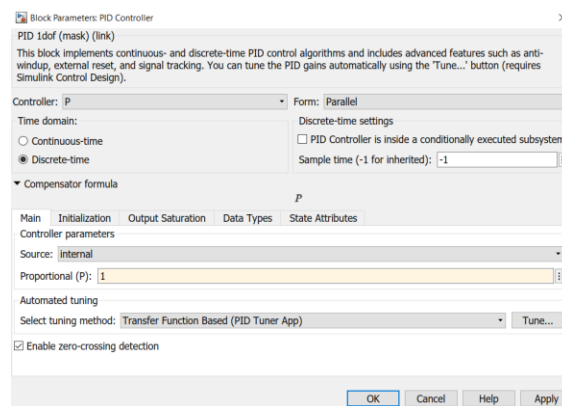 Block Parameters: PID Controller
PID 1dof (mask) (link)
This block implements continuous- and discrete-time PID control algorithms and includes advanced features such as anti-
windup, external reset, and signal tracking. You can tune the PID gains automatically using the 'Tune...' button (requires
Simulink Control Design).
Controller: P Form: Parallel
Time domain: Discrete-time settings
Continuous-time PID Controller is inside a conditionally executed subsystem
Discrete-time Sample time (-1 for inherited): -1
Compensator formula
P
Main Initialization Output Saturation Data Types State Attributes
Controller parameters
Source: internal
Proportional (P): 1
Automated tuning
Select tuning method: Transfer Function Based (PID Tuner App) Tune...
Enable zero-crossing detection
OK Cancel Help Apply